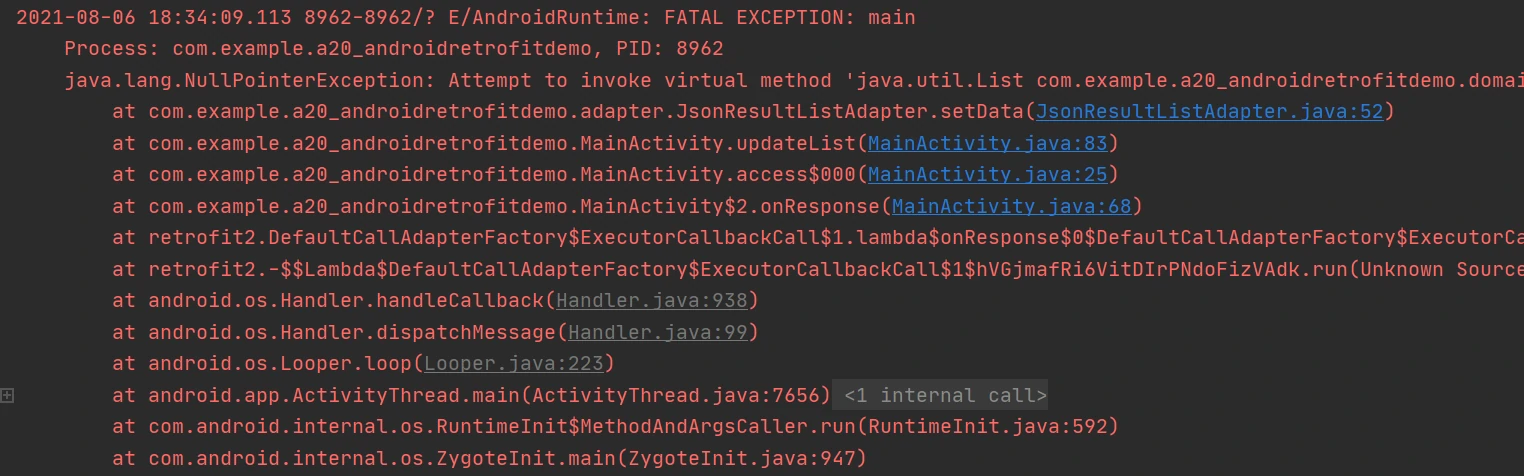 2021-08-06 18:34:09.113 8962-8962/? E/AndroidRuntime: FATAL EXCEPTION: main
Process: com.example.a20_androidretrofitdemo, PID: 8962
java.lang.NullPointerException: Attempt to invoke virtual method 'java.util.List com.example.a20_androidretrofitdemo.domai
at com.example.a20_androidretrofitdemo.adapter.JsonResultListAdapter.setData(JsonResultListAdapter.java:52)
at com.example.a20_androidretrofitdemo.MainActivity.updateList(MainActivity.java:83)
at com.example.a20_androidretrofitdemo.MainActivity.access$000(MainActivity.java:25)
at com.example.a20_androidretrofitdemo.MainActivity$2.onResponse(MainActivity.java:68)
at retrofit2.DefaultCallAdapterFactory$ExecutorCallbackCall$1.lambda$onResponse$0$DefaultCallAdapterFactory$ExecutorCa
at retrofit2.-$$Lambda$DefaultCallAdapterFactory$ExecutorCallbackCall$1$hVGjmafRi6VitDIrPNdoFizVAdk.run(Unknown Source
at android.os.Handler.handleCallback(Handler.java:938)
at android.os.Handler.dispatchMessage(Handler.java:99)
at android.os.Looper.loop(Looper.java:223)
at android.app.ActivityThread.main(ActivityThread.java:7656) <1 internal call>
at com.android.internal.os.RuntimeInit$MethodAndArgsCaller.run(RuntimeInit.java:592)
at com.android.internal.os.ZygoteInit.main(ZygoteInit.java:947)